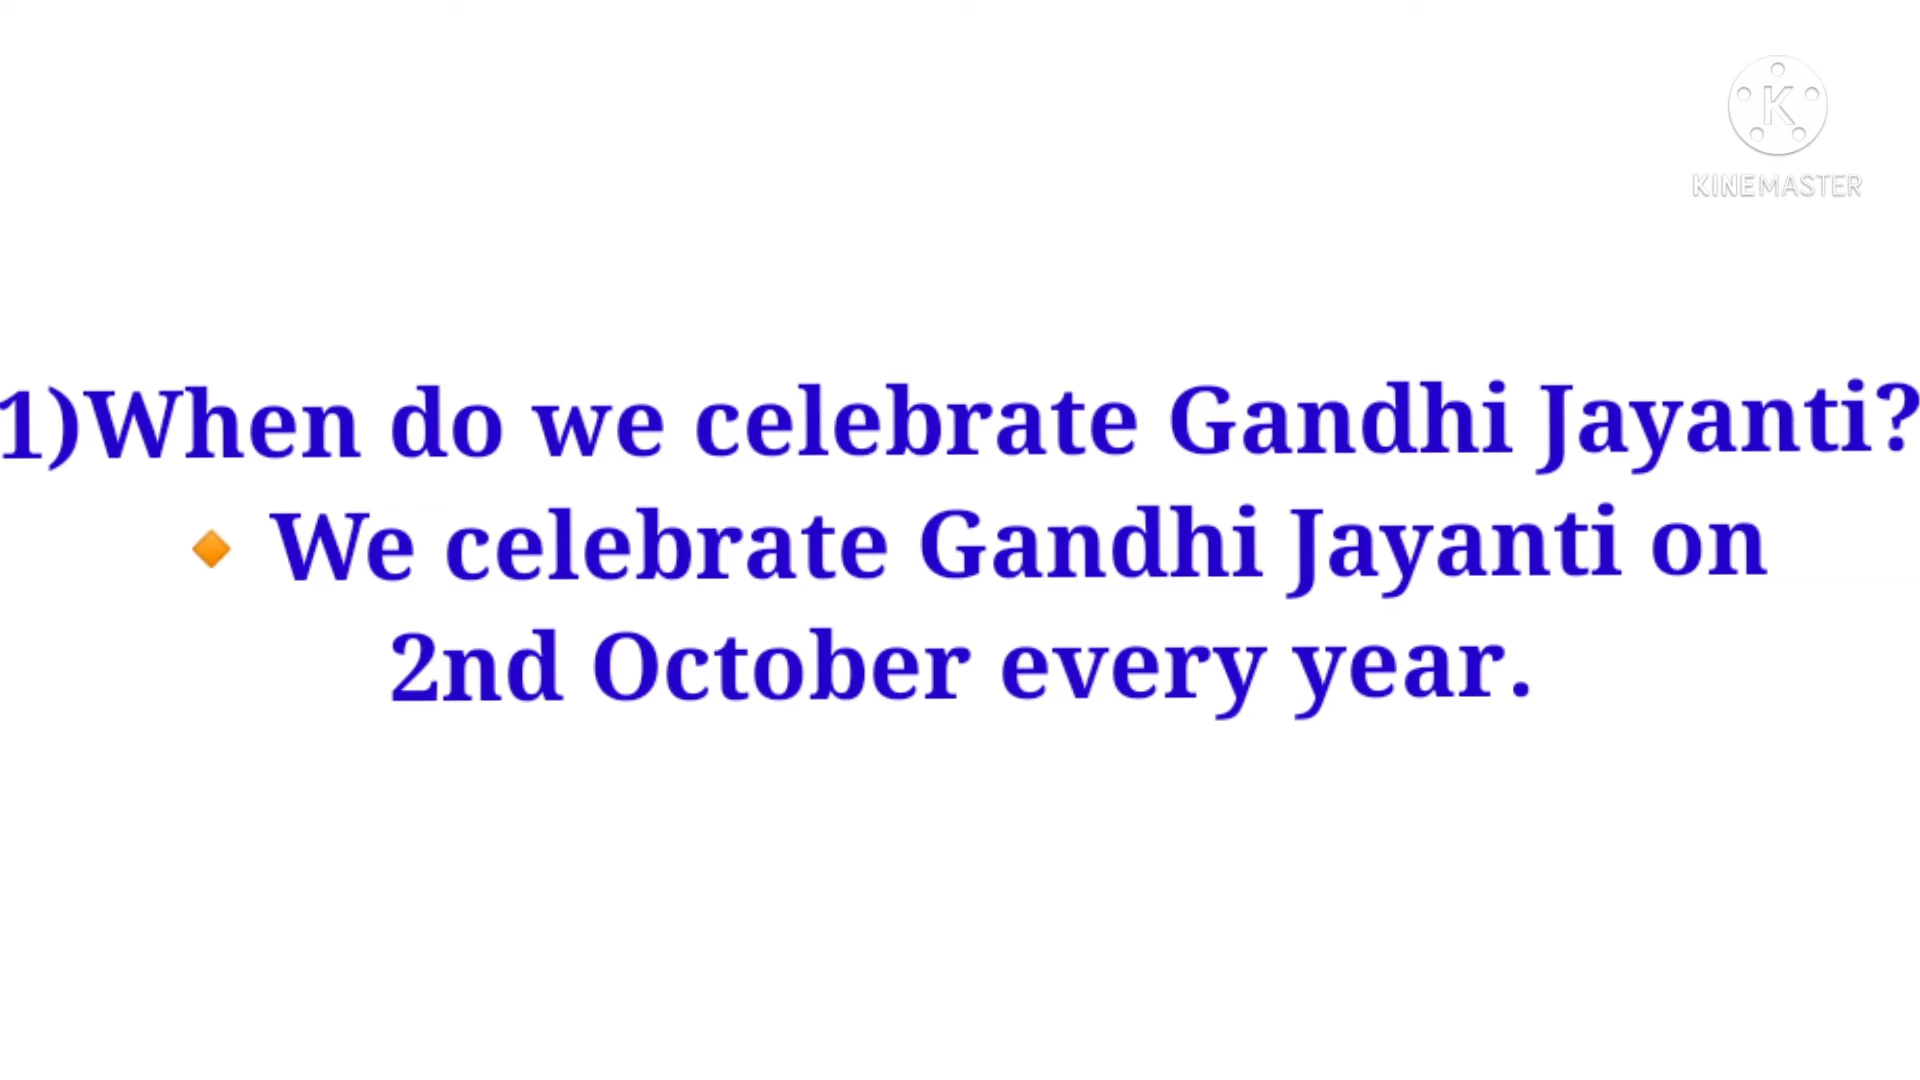 K
KINEMASTER
1)When do we celebrate Gandhi Jayanti?
🔸 We celebrate Gandhi Jayanti on
2nd October every year.